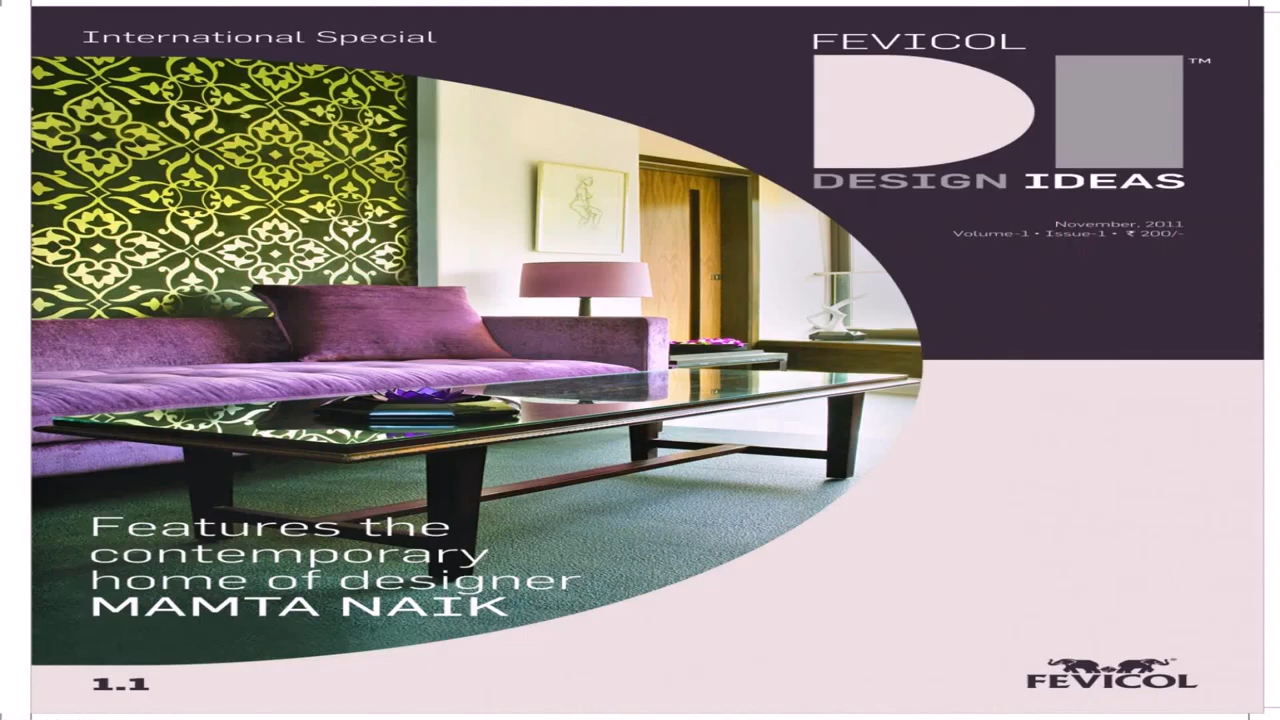 International Special
FEVICOL
™
DESIGN IDEAS
November, 2011
Volume-1 • Issue-1 • ₹ 200/-
Features the
contemporary
home of designer
MAMTA NAIK
1.1
FEVICOL